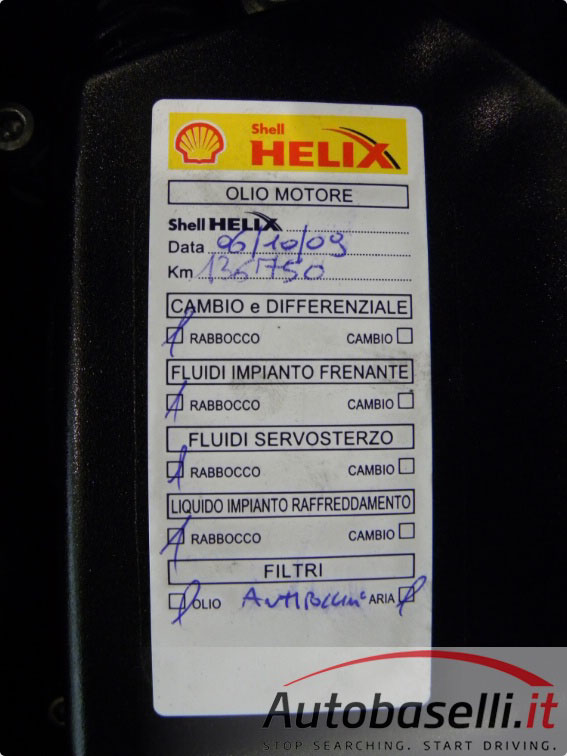 Shell
HELIX
OLIO MOTORE
Shell HELIX
Data 06/10/09
Km 136750
CAMBIO e DIFFERENZIALE
RABBOCCO CAMBIO
FLUIDI IMPIANTO FRENANTE
RABBOCCO CAMBIO
FLUIDI SERVOSTERZO
RABBOCCO CAMBIO
LIQUIDO IMPIANTO RAFFREDDAMENTO
RABBOCCO CAMBIO
FILTRI
OLIO ARIA
Autobaselli.it
STOP SEARCHING. START DRIVING.